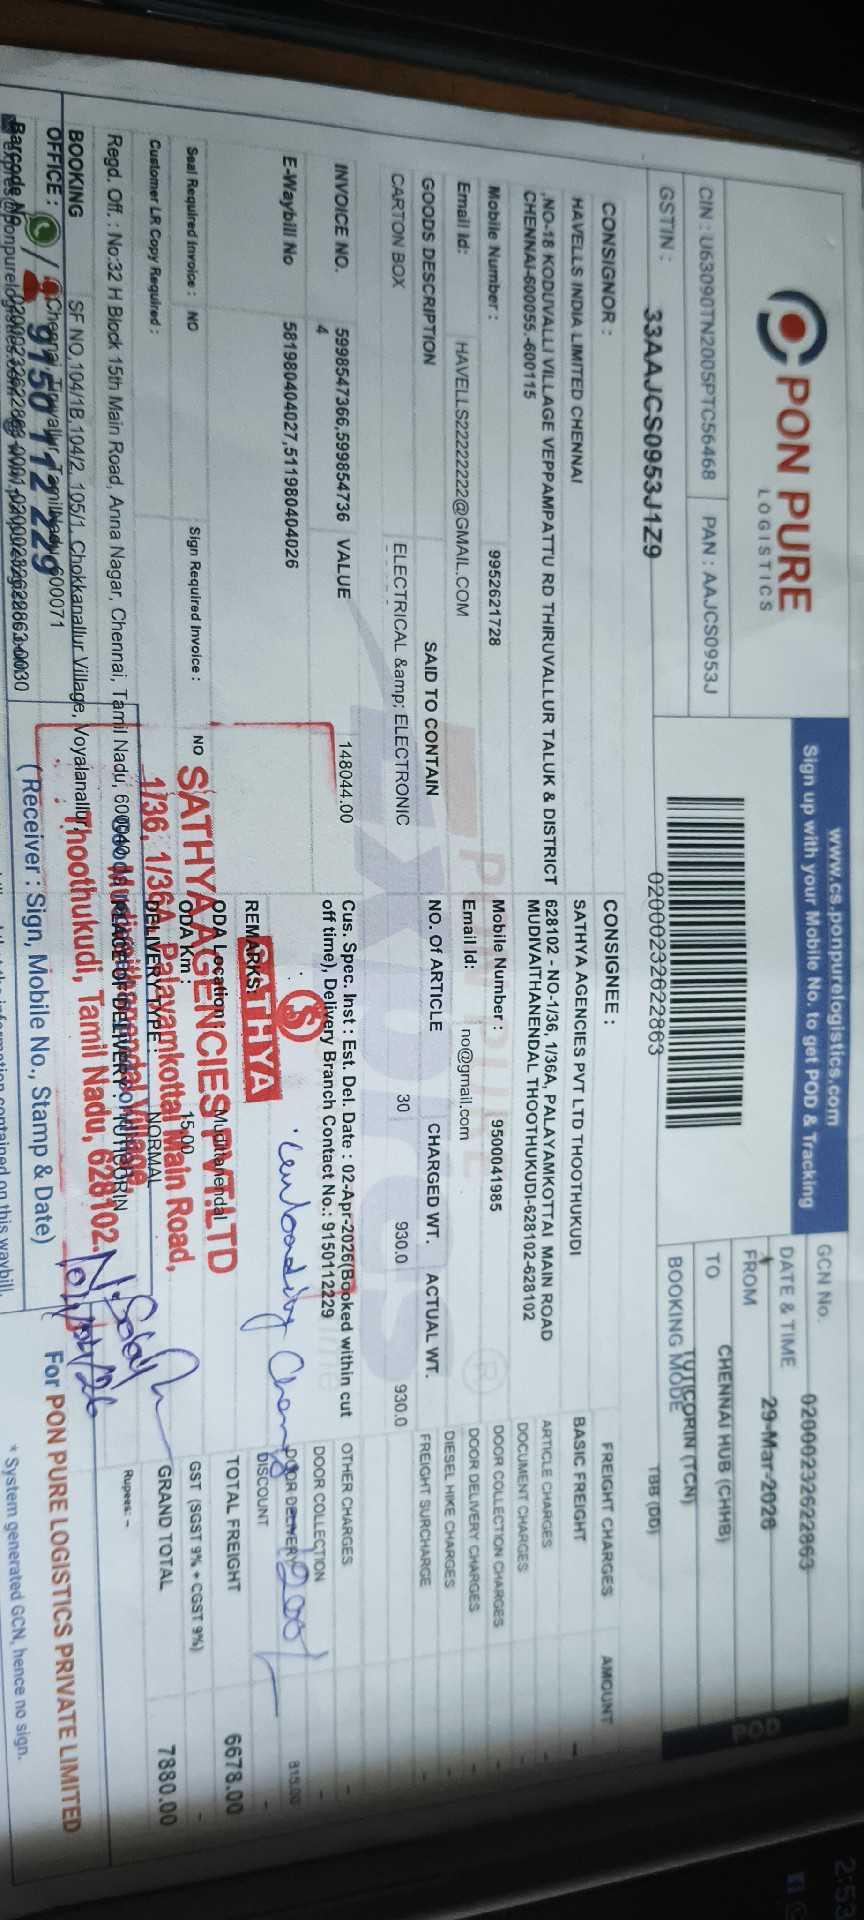 PON PURE
LOGISTICS
www.cs.ponpurelogistics.com
Sign up with your Mobile No. to get POD & Tracking
POD
CIN : U63090TN2005PTC56468
PAN : AAJCS0953J
GSTIN : 33AAJCS0953J1Z9
02000232622863
GCN No. 02000232622863
DATE & TIME 29-Mar-2026
FROM CHENNAI HUB (CHHB)
TO TUTICORIN (TCN)
BOOKING MODE TBB (DD)
CONSIGNOR :
HAVELLS INDIA LIMITED CHENNAI
,NO-18 KODUVALLI VILLAGE VEPPAMPATTU RD THIRUVALLUR TALUK & DISTRICT
CHENNAI-600055.-600115
Mobile Number : 9952621728
Email Id: HAVELLS22222222@GMAIL.COM
CONSIGNEE :
SATHYA AGENCIES PVT LTD THOOTHUKUDI
628102 - NO-1/36, 1/36A, PALAYAMKOTTAI MAIN ROAD
MUDIVAITHANENDAL THOOTHUKUDI-628102-628102
Mobile Number : 9500041985
Email Id: no@gmail.com
GOODS DESCRIPTION SAID TO CONTAIN NO. Of ARTICLE CHARGED WT. ACTUAL WT.
CARTON BOX ELECTRICAL &amp; ELECTRONIC 30 930.0 930.0
INVOICE NO. 5998547366,599854736
4
VALUE 148044.00
E-Waybill No 581980404027,511980404026
Cus. Spec. Inst : Est. Del. Date : 02-Apr-2026(Booked within cut
off time), Delivery Branch Contact No.: 9150112229
REMARKS:
Seal Required Invoice : NO
Sign Required Invoice : NO
Customer LR Copy Required :
ODA Location : Mudithanendal
ODA Km : 15.00
DELIVERY TYPE : NORMAL
PLACE OF DELIVERY
Regd. Off. : No:32 H Block 15th Main Road, Anna Nagar, Chennai, Tamil Nadu, 600040
BOOKING OFFICE : SF NO,104/1B,104/2, 105/1, Chokkanallur Village, Voyalanallur,
Chennai, Tiruvallur, TamilNadu, 600071
9150 112 229
Barcode No
SATHYA
SATHYA AGENCIES PVT.LTD
1/36, 1/36A, Palayamkottai Main Road,
Thoothukudi, Tamil Nadu, 628102.
( Receiver : Sign, Mobile No., Stamp & Date)
FREIGHT CHARGES AMOUNT
BASIC FREIGHT -
ARTICLE CHARGES -
DOCUMENT CHARGES -
DOOR COLLECTION CHARGES -
DOOR DELIVERY CHARGES -
DIESEL HIKE CHARGES -
FREIGHT SURCHARGE -
OTHER CHARGES -
DOOR COLLECTION -
DOOR DELIVERY 815.00
DISCOUNT -
TOTAL FREIGHT 6678.00
GST (SGST 9% + CGST 9%) -
GRAND TOTAL 7880.00
Rupees: -
For PON PURE LOGISTICS PRIVATE LIMITED
* System generated GCN, hence no sign.
2:53